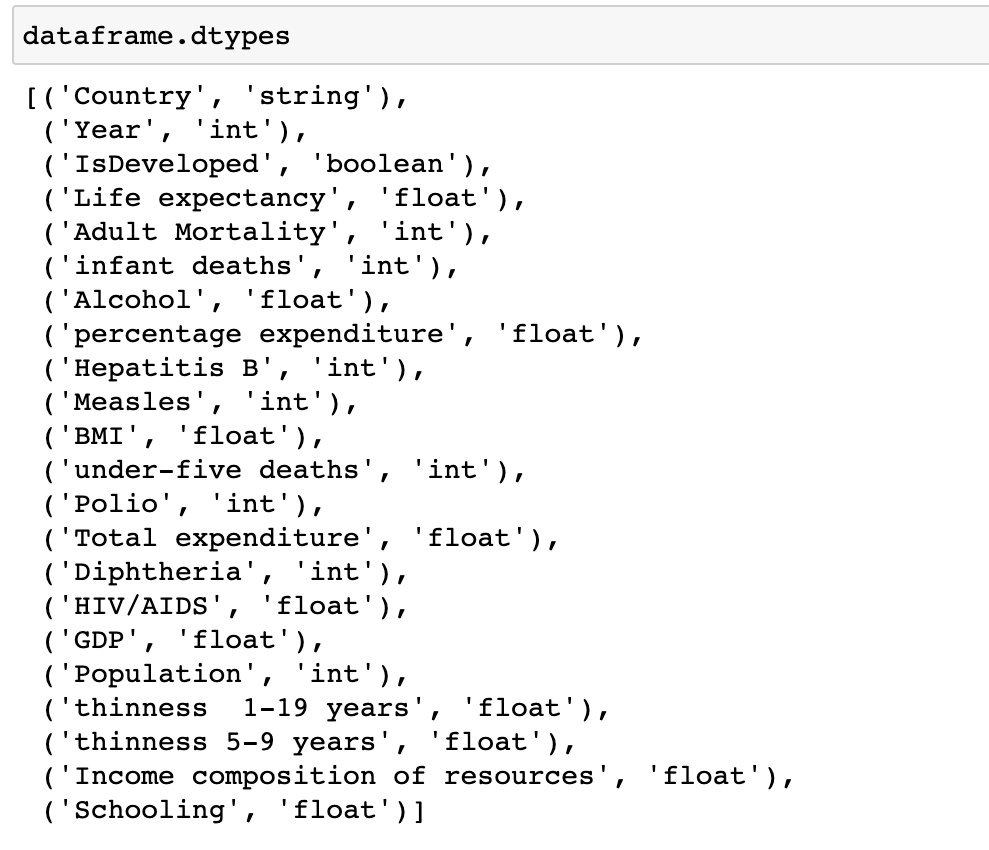 dataframe.dtypes
[('Country', 'string'),
 ('Year', 'int'),
 ('IsDeveloped', 'boolean'),
 ('Life expectancy', 'float'),
 ('Adult Mortality', 'int'),
 ('infant deaths', 'int'),
 ('Alcohol', 'float'),
 ('percentage expenditure', 'float'),
 ('Hepatitis B', 'int'),
 ('Measles', 'int'),
 ('BMI', 'float'),
 ('under-five deaths', 'int'),
 ('Polio', 'int'),
 ('Total expenditure', 'float'),
 ('Diphtheria', 'int'),
 ('HIV/AIDS', 'float'),
 ('GDP', 'float'),
 ('Population', 'int'),
 ('thinness  1-19 years', 'float'),
 ('thinness 5-9 years', 'float'),
 ('Income composition of resources', 'float'),
 ('Schooling', 'float')]